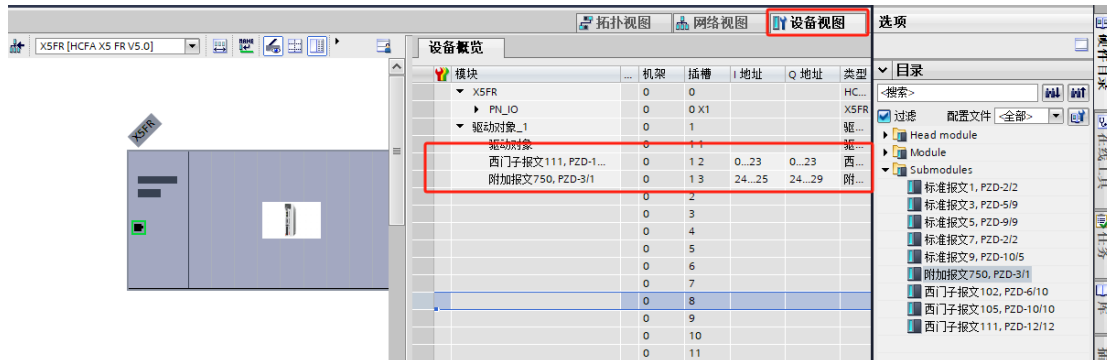 拓扑视图 网络视图 设备视图 选项
X5FR [HCFA X5 FR V5.0]
设备概览
模块 ... 机架 插槽 I 地址 Q 地址 类型
X5FR 0 0 HC...
PN_IO 0 0 X1 X5FR
驱动对象_1 0 1 驱...
驱动对象 0 1 1 驱...
西门子报文111, PZD-1... 0 1 2 0...23 0...23 西...
附加报文750, PZD-3/1 0 1 3 24...25 24...29 附...
0 2
0 3
0 4
0 5
0 6
0 7
0 8
0 9
0 10
0 11
X5FR
目录
<搜索>
过滤 配置文件 <全部>
Head module
Module
Submodules
标准报文1, PZD-2/2
标准报文3, PZD-5/9
标准报文5, PZD-9/9
标准报文7, PZD-2/2
标准报文9, PZD-10/5
附加报文750, PZD-3/1
西门子报文102, PZD-6/10
西门子报文105, PZD-10/10
西门子报文111, PZD-12/12
任务
库